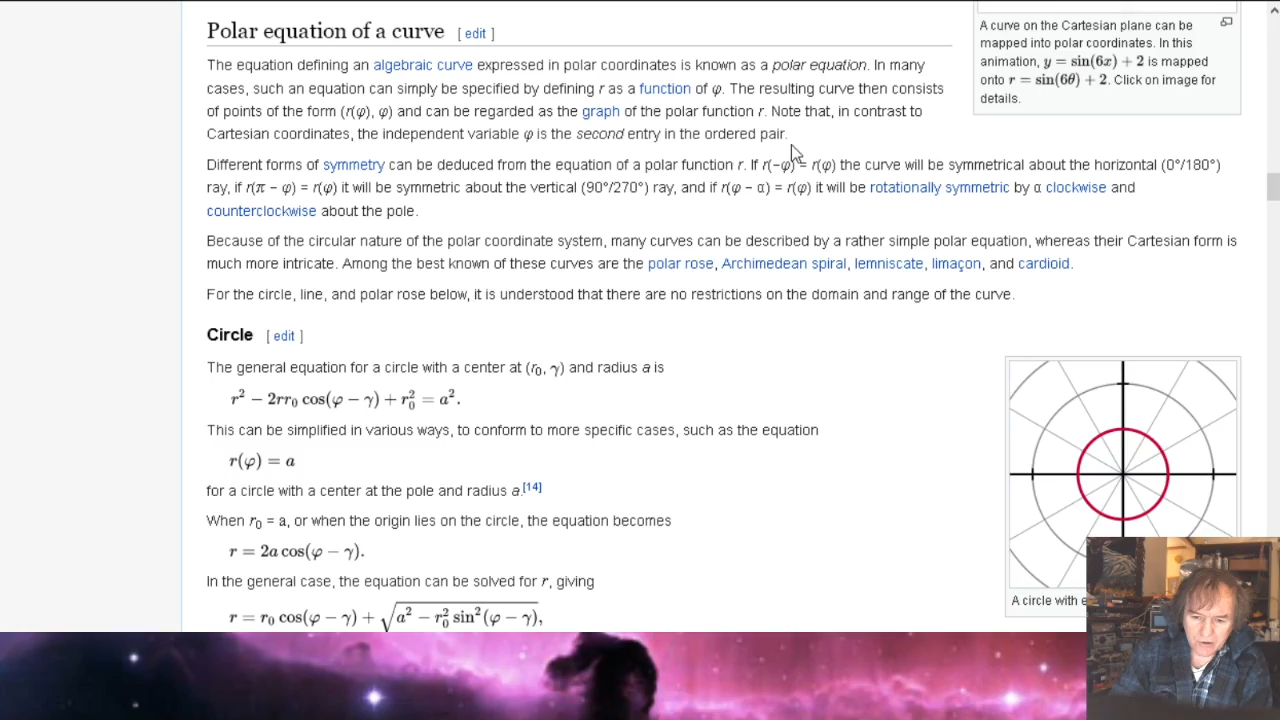 Polar equation of a curve [ edit ]
The equation defining an algebraic curve expressed in polar coordinates is known as a polar equation. In many
cases, such an equation can simply be specified by defining r as a function of φ. The resulting curve then consists
of points of the form (r(φ), φ) and can be regarded as the graph of the polar function r. Note that, in contrast to
Cartesian coordinates, the independent variable φ is the second entry in the ordered pair.
Different forms of symmetry can be deduced from the equation of a polar function r. If r(−φ) = r(φ) the curve will be symmetrical about the horizontal (0°/180°)
ray, if r(π − φ) = r(φ) it will be symmetric about the vertical (90°/270°) ray, and if r(φ − α) = r(φ) it will be rotationally symmetric by α clockwise and
counterclockwise about the pole.
Because of the circular nature of the polar coordinate system, many curves can be described by a rather simple polar equation, whereas their Cartesian form is
much more intricate. Among the best known of these curves are the polar rose, Archimedean spiral, lemniscate, limaçon, and cardioid.
For the circle, line, and polar rose below, it is understood that there are no restrictions on the domain and range of the curve.
Circle [ edit ]
The general equation for a circle with a center at (r₀, γ) and radius a is
r² − 2rr₀ cos(φ − γ) + r₀² = a².
This can be simplified in various ways, to conform to more specific cases, such as the equation
r(φ) = a
for a circle with a center at the pole and radius a.[14]
When r₀ = a, or when the origin lies on the circle, the equation becomes
r = 2a cos(φ − γ).
In the general case, the equation can be solved for r, giving
r = r₀ cos(φ − γ) + √(a² − r₀² sin²(φ − γ)),
A curve on the Cartesian plane can be
mapped into polar coordinates. In this
animation, y = sin(6x) + 2 is mapped
onto r = sin(6θ) + 2. Click on image for
details.
A circle with e